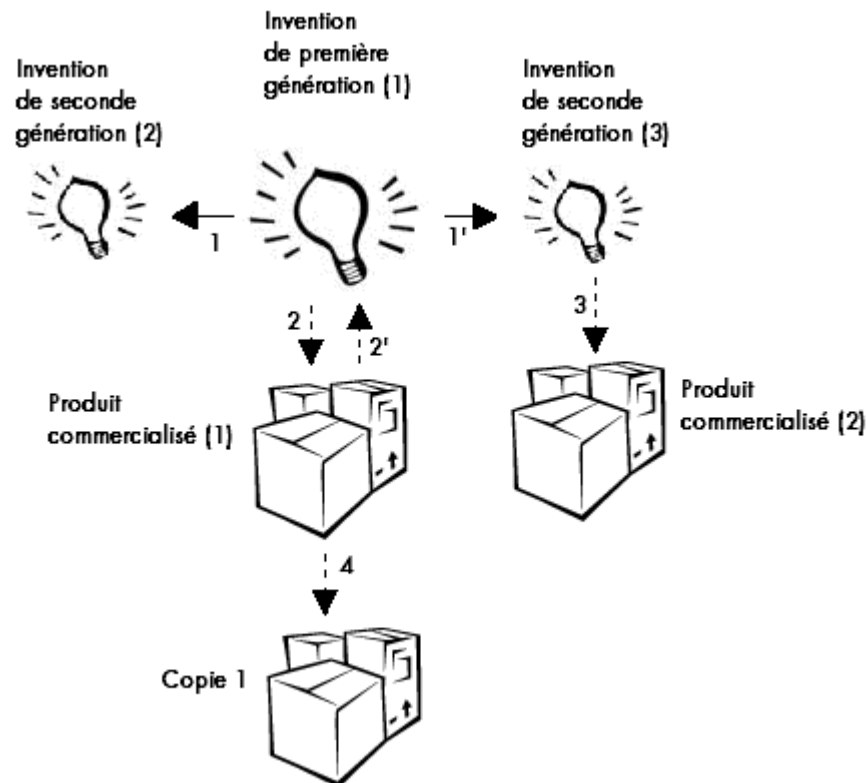 Invention
de première
génération (1)
Invention
de seconde
génération (2)
Invention
de seconde
génération (3)
1
1'
2
2'
3
Produit
commercialisé (1)
Produit
commercialisé (2)
4
Copie 1